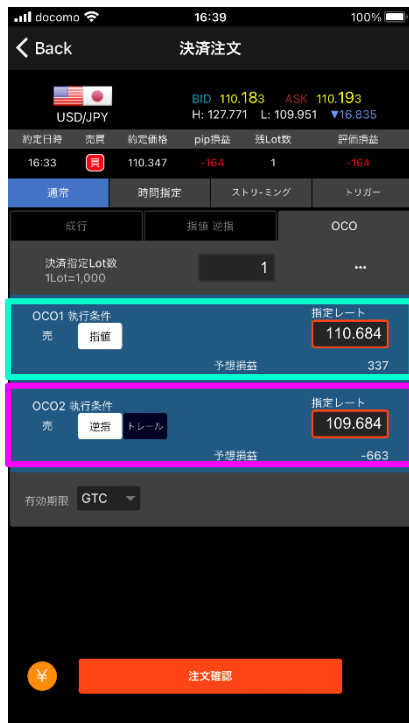 docomo 16:39 100%
Back 決済注文
BID 110.183 ASK 110.193
USD/JPY H: 127.771 L: 109.951 ▼16.835
約定日時 売買 約定価格 pip損益 残Lot数 評価損益
16:33 買 110.347 -164 1 -164
通常 時間指定 ストリーミング トリガー
成行 指値 逆指 OCO
決済指定Lot数 1 ...
1Lot=1,000
OCO1 執行条件 指定レート
売 指値 110.684
予想損益 337
OCO2 執行条件 指定レート
売 逆指 トレール 109.684
予想損益 -663
有効期限 GTC
¥ 注文確認